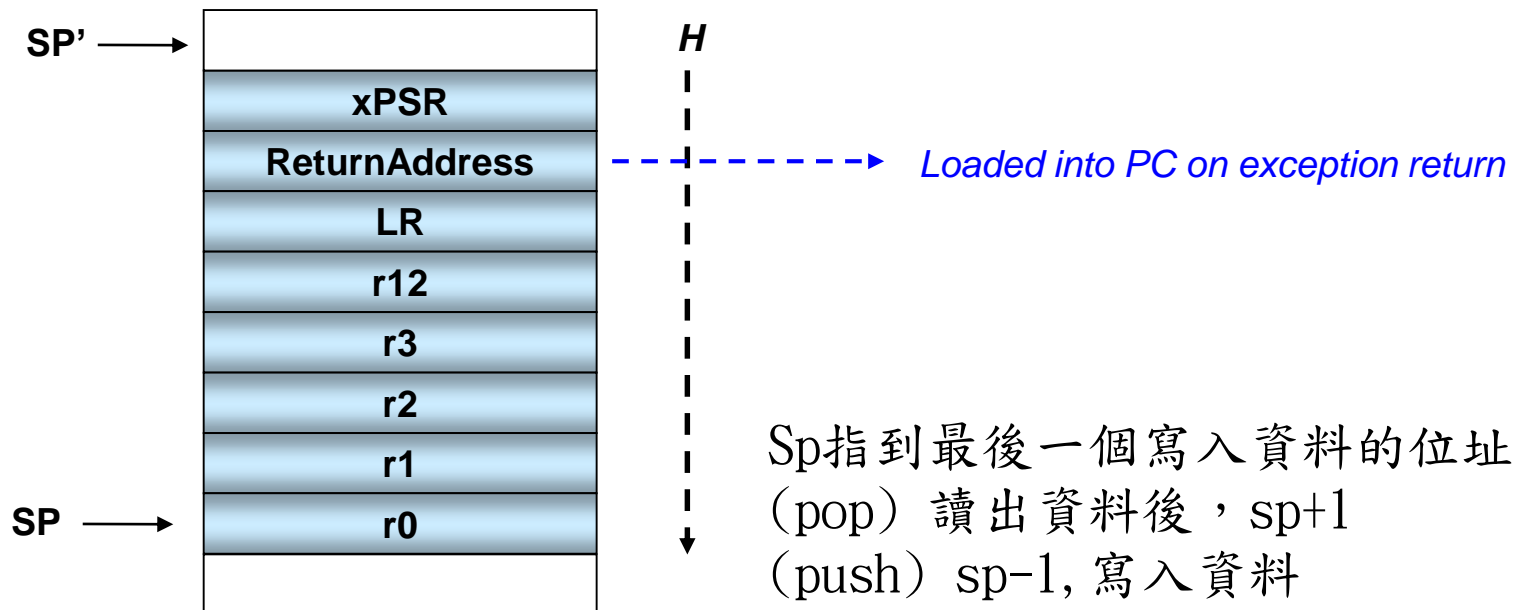 SP’
H
xPSR
ReturnAddress
Loaded into PC on exception return
LR
r12
r3
r2
r1
SP
r0
Sp指到最後一個寫入資料的位址
(pop) 讀出資料後，sp+1
(push) sp-1,寫入資料